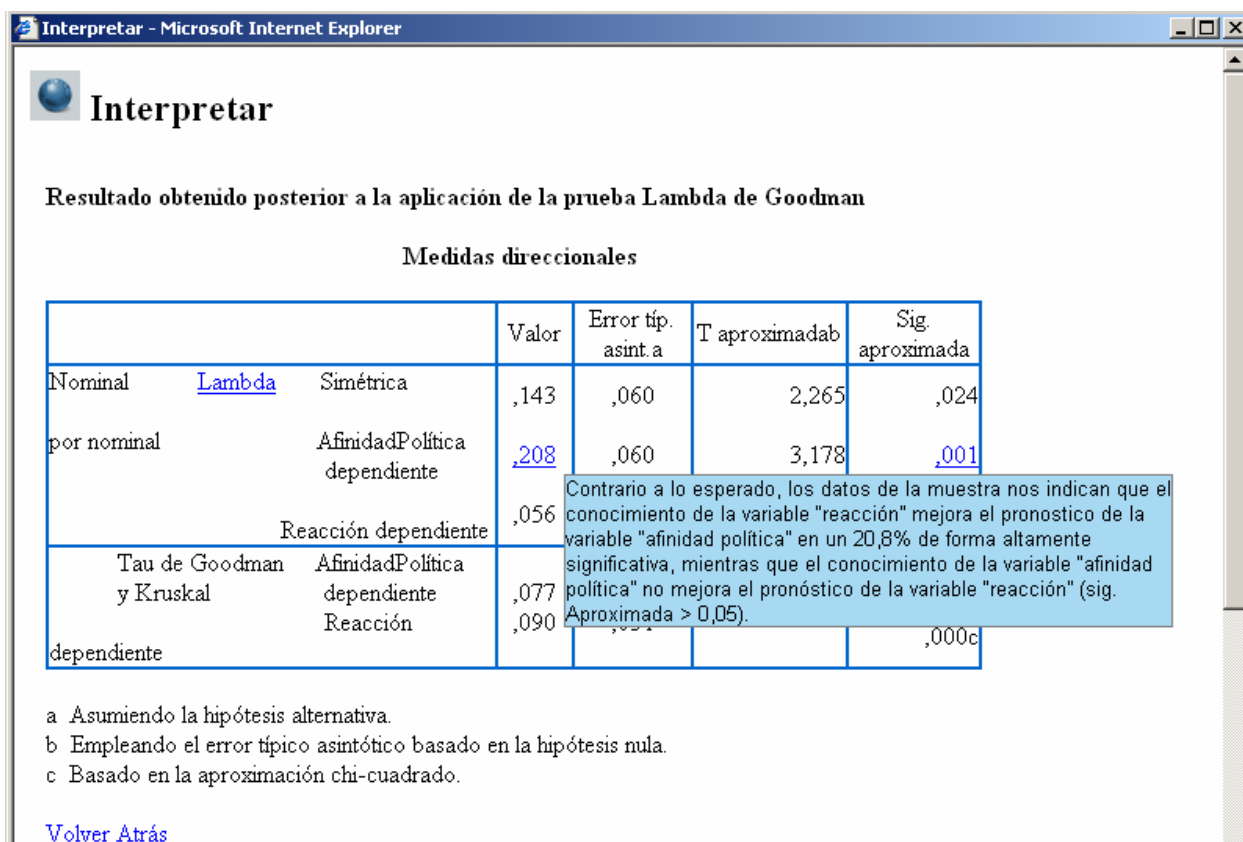 Interpretar - Microsoft Internet Explorer
Interpretar
Resultado obtenido posterior a la aplicación de la prueba Lambda de Goodman
Medidas direccionales
Valor Error típ. asint.a T aproximadab Sig. aproximada
Nominal Lambda Simétrica ,143 ,060 2,265 ,024
por nominal AfinidadPolítica dependiente ,208 ,060 3,178 ,001
Reacción dependiente ,056
Contrario a lo esperado, los datos de la muestra nos indican que el
conocimiento de la variable "reacción" mejora el pronostico de la
variable "afinidad política" en un 20,8% de forma altamente
significativa, mientras que el conocimiento de la variable "afinidad
política" no mejora el pronóstico de la variable "reacción" (sig.
Aproximada > 0,05).
Tau de Goodman y Kruskal AfinidadPolítica dependiente ,077
Reacción ,090
dependiente ,000c
a Asumiendo la hipótesis alternativa.
b Empleando el error típico asintótico basado en la hipótesis nula.
c Basado en la aproximación chi-cuadrado.
Volver Atrás